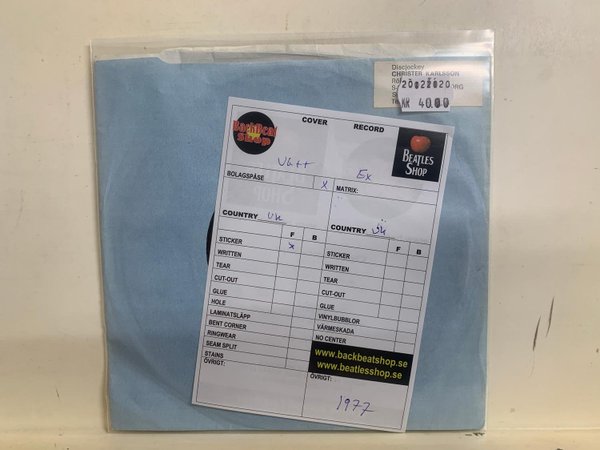 Discjockey
CHRISTER KARLSSON
20022020
KR 40.00
BackBeat
Shop
COVER
RECORD
BEATLES
SHOP
VG++
Ex
BOLAGSPÅSE
X
MATRIX:
COUNTRY UK
COUNTRY UK
F B
F B
STICKER X
STICKER
WRITTEN
WRITTEN
TEAR
TEAR
CUT-OUT
CUT-OUT
GLUE
GLUE
HOLE
VINYLBUBBLOR
LAMINATSLÄPP
VÄRMESKADA
BENT CORNER
NO CENTER
RINGWEAR
www.backbeatshop.se
SEAM SPLIT
www.beatlesshop.se
STAINS
ÖVRIGT:
ÖVRIGT:
1977